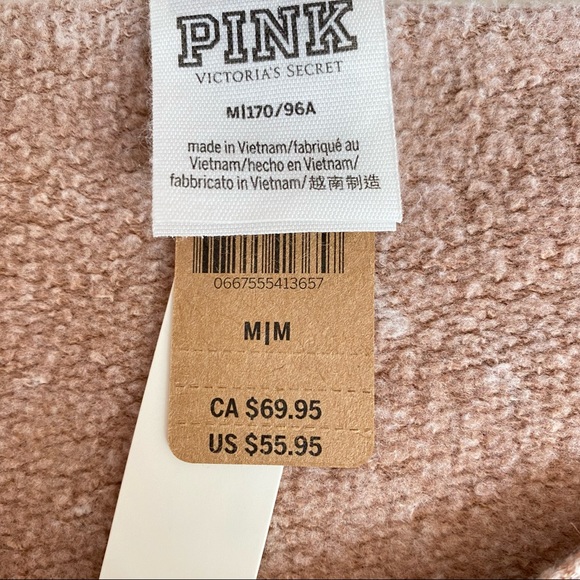 PINK
VICTORIA'S SECRET
M|170/96A
made in Vietnam/fabriqué au
Vietnam/hecho en Vietnam/
fabbricato in Vietnam/越南制造
0667555413657
M|M
CA $69.95
US $55.95